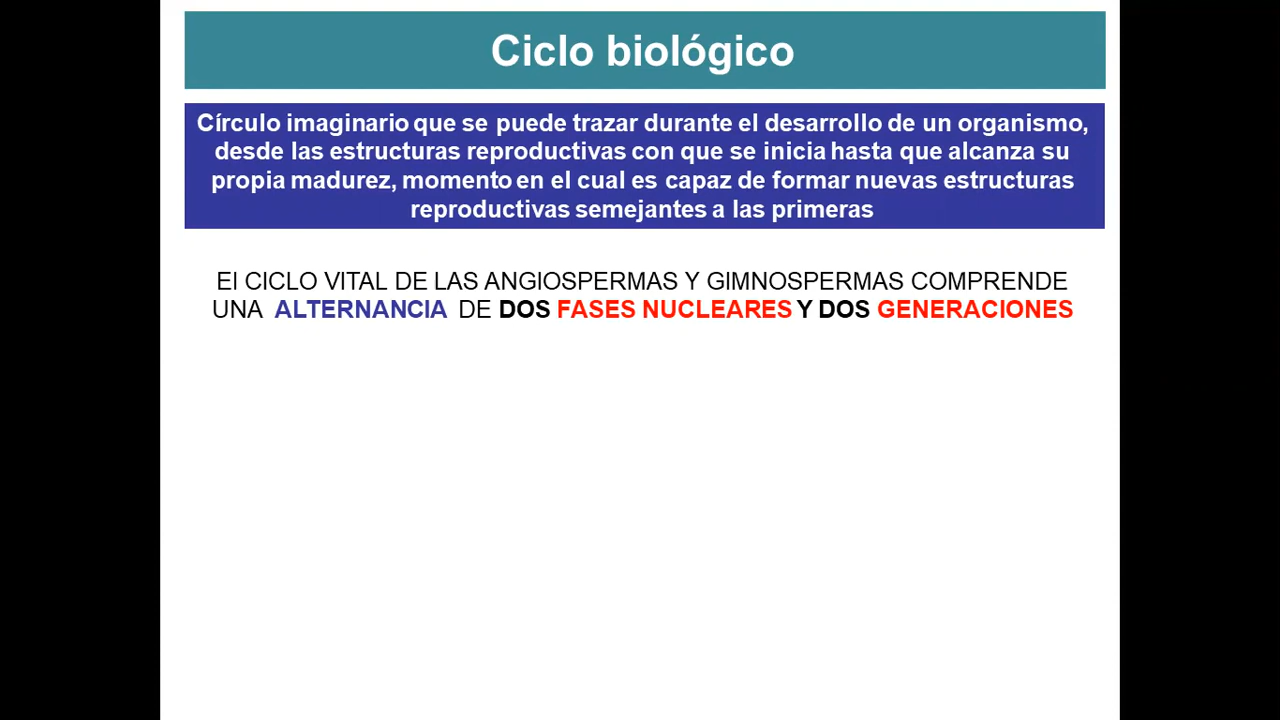 Ciclo biológico
Círculo imaginario que se puede trazar durante el desarrollo de un organismo,
desde las estructuras reproductivas con que se inicia hasta que alcanza su
propia madurez, momento en el cual es capaz de formar nuevas estructuras
reproductivas semejantes a las primeras
El CICLO VITAL DE LAS ANGIOSPERMAS Y GIMNOSPERMAS COMPRENDE
UNA ALTERNANCIA DE DOS FASES NUCLEARES Y DOS GENERACIONES